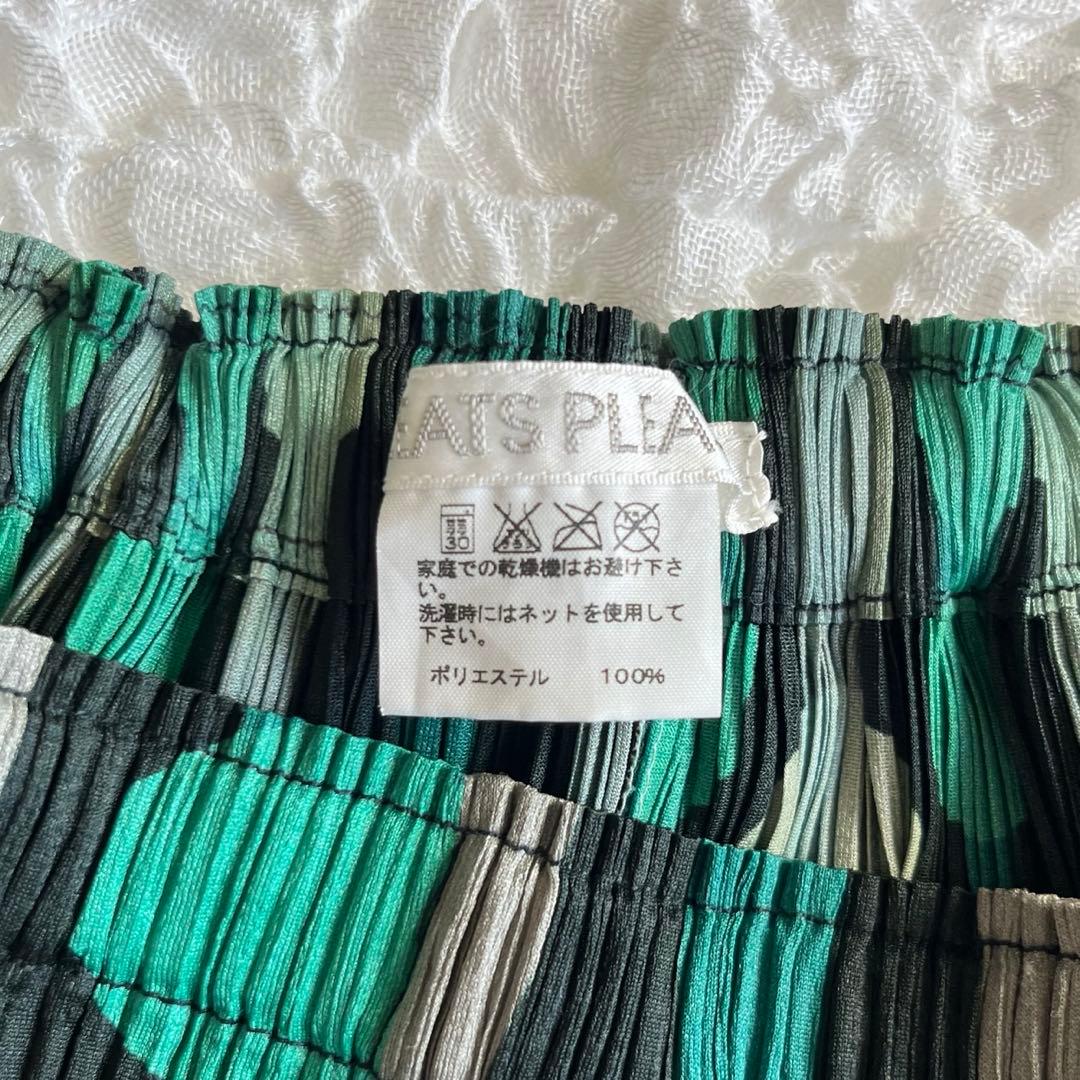 EATS PLEA
30
家庭での乾燥機はお避け下さ
い。
洗濯時にはネットを使用して
下さい。
ポリエステル 100%